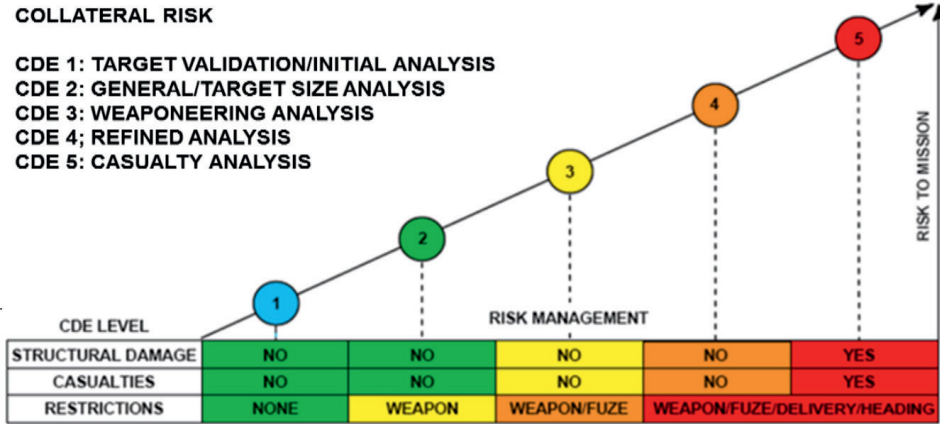 COLLATERAL RISK
CDE 1: TARGET VALIDATION/INITIAL ANALYSIS
CDE 2: GENERAL/TARGET SIZE ANALYSIS
CDE 3: WEAPONEERING ANALYSIS
CDE 4; REFINED ANALYSIS
CDE 5: CASUALTY ANALYSIS
5
4
3
2
1
RISK TO MISSION
RISK MANAGEMENT
CDE LEVEL
STRUCTURAL DAMAGE NO NO NO NO YES
CASUALTIES NO NO NO NO YES
RESTRICTIONS NONE WEAPON WEAPON/FUZE WEAPON/FUZE/DELIVERY/HEADING